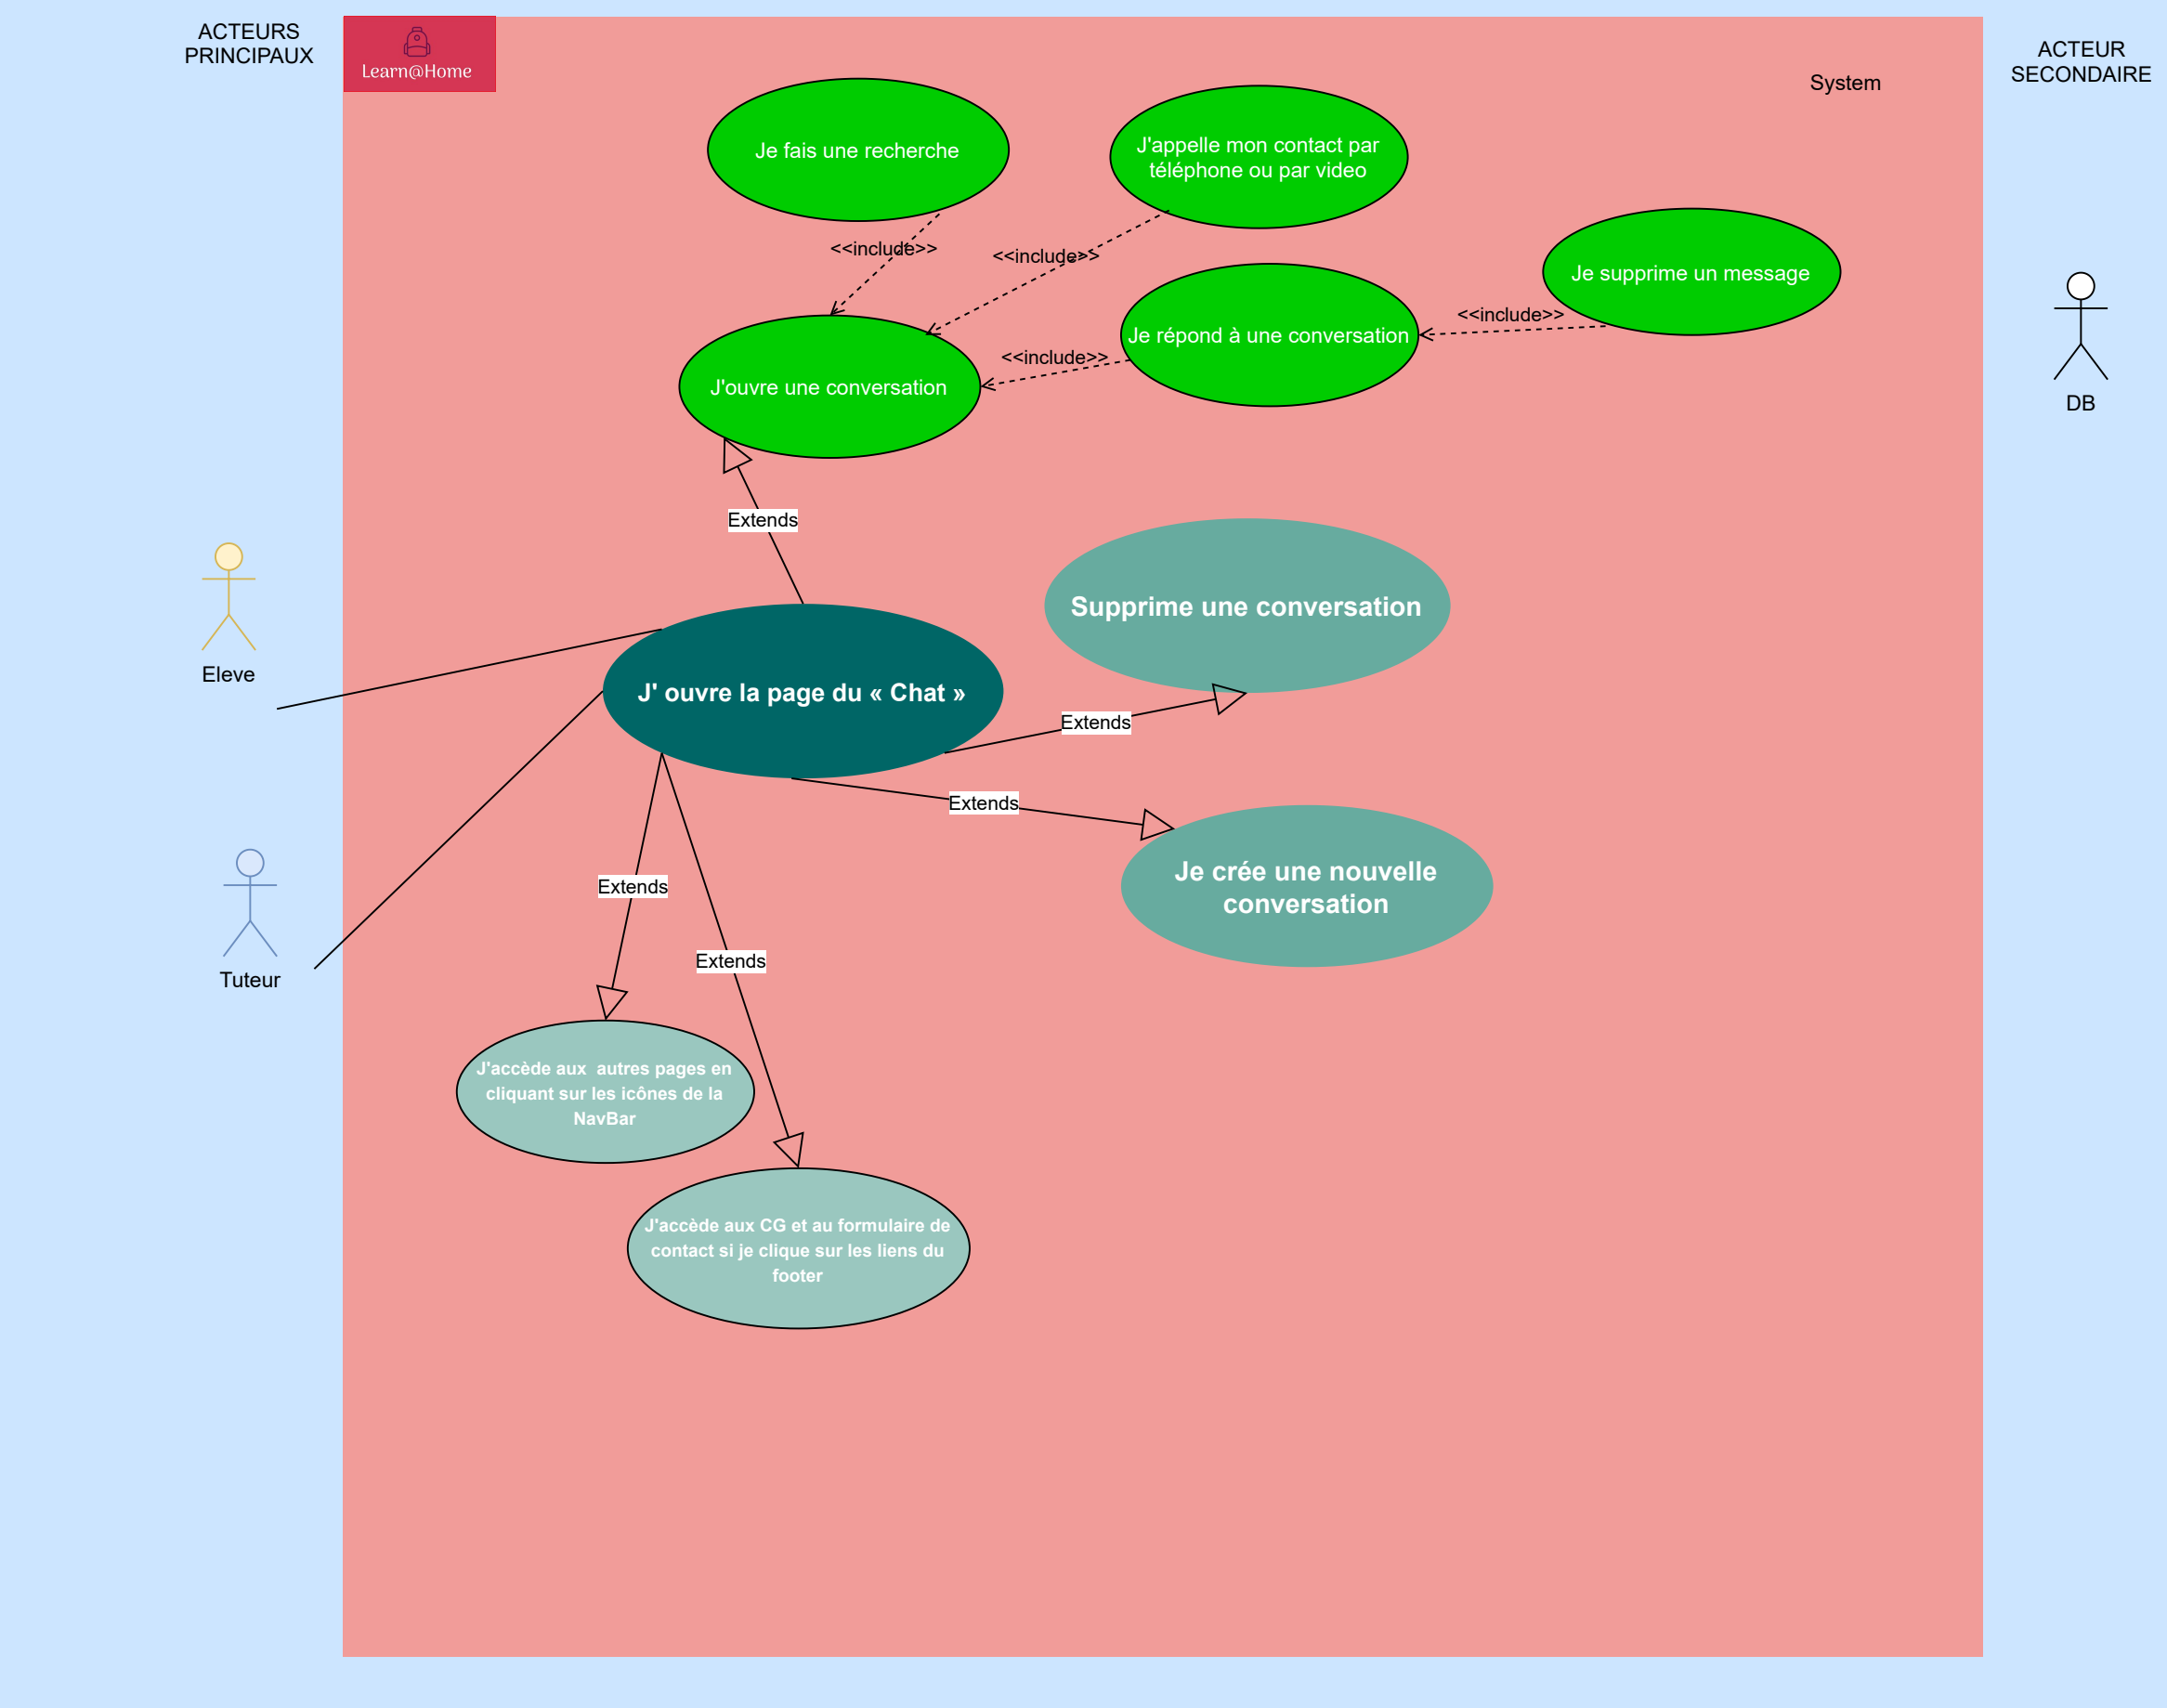 ACTEURS
PRINCIPAUX
Learn@Home
ACTEUR
SECONDAIRE
System
Je fais une recherche
J'appelle mon contact par
téléphone ou par video
<<include>>
<<include>>
Je supprime un message
<<include>>
Je répond à une conversation
<<include>>
J'ouvre une conversation
DB
Extends
Supprime une conversation
Eleve
J' ouvre la page du « Chat »
Extends
Extends
Je crée une nouvelle
conversation
Extends
Extends
Tuteur
J'accède aux  autres pages en
cliquant sur les icônes de la
NavBar
J'accède aux CG et au formulaire de
contact si je clique sur les liens du
footer